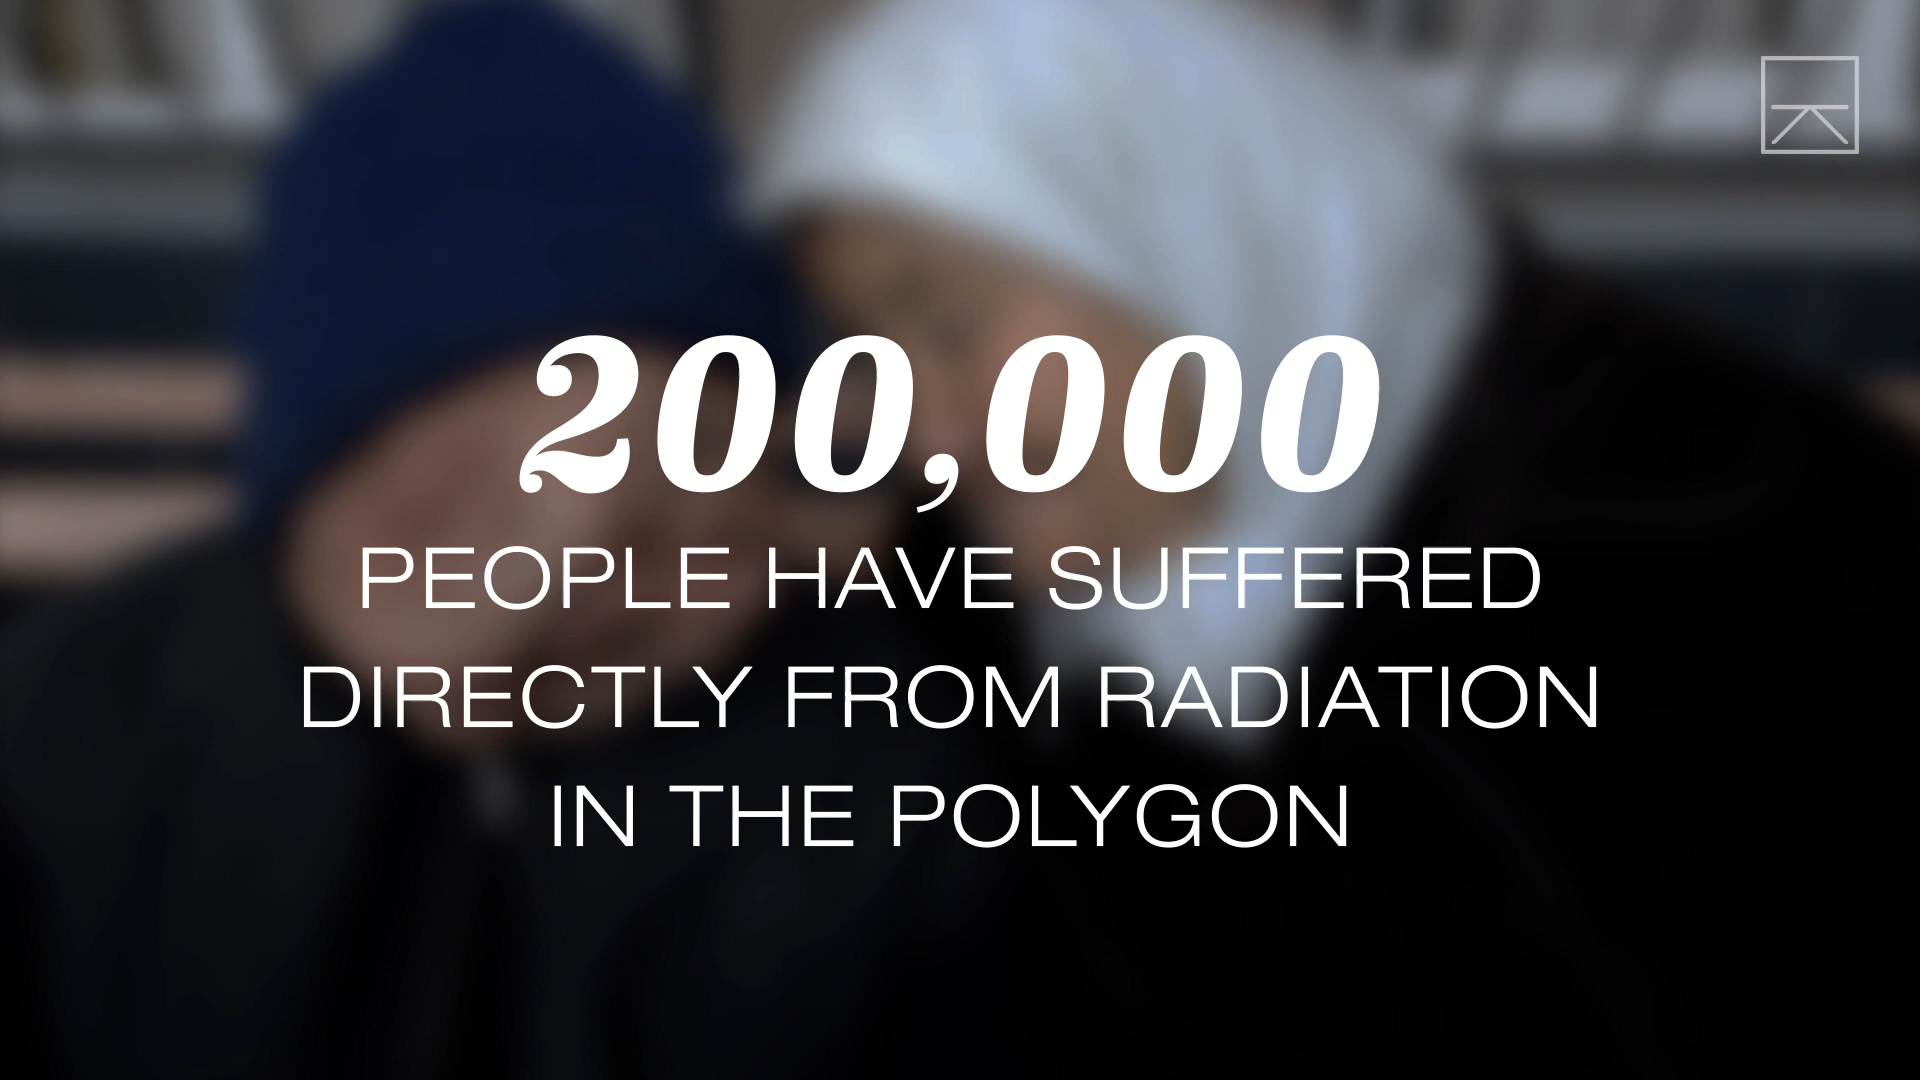 200,000
PEOPLE HAVE SUFFERED
DIRECTLY FROM RADIATION
IN THE POLYGON